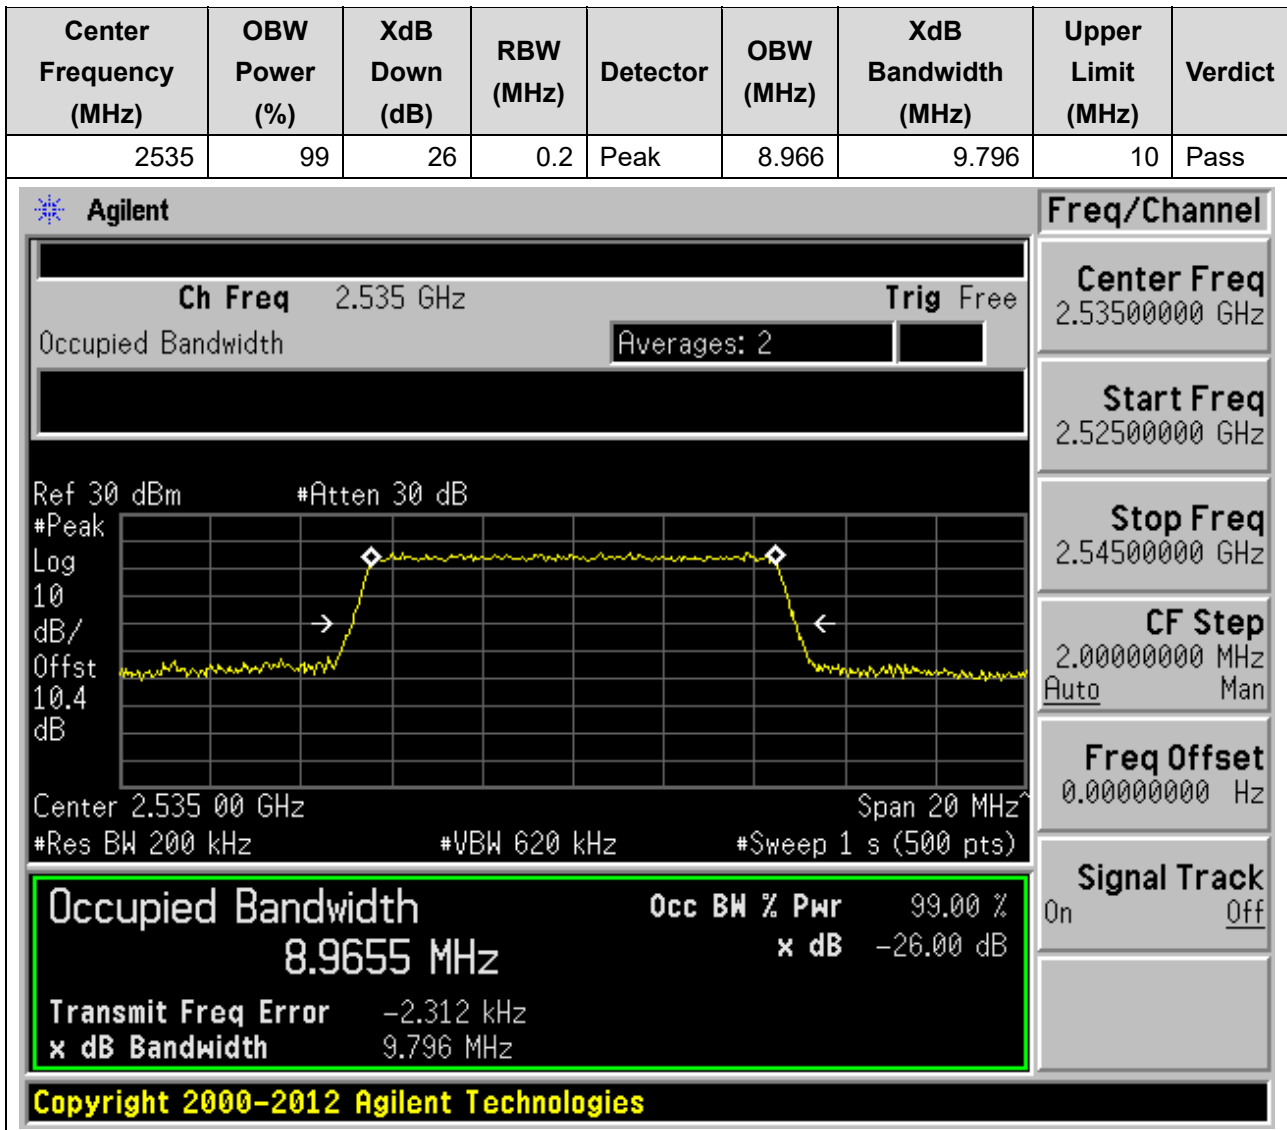 Center Frequency (MHz) OBW Power (%) XdB Down (dB) RBW (MHz) Detector OBW (MHz) XdB Bandwidth (MHz) Upper Limit (MHz) Verdict
2535 99 26 0.2 Peak 8.966 9.796 10 Pass
Agilent
Ch Freq 2.535 GHz Trig Free
Occupied Bandwidth Averages: 2
Ref 30 dBm #Atten 30 dB
#Peak
Log
10
dB/
Offst
10.4
dB
Center 2.535 00 GHz Span 20 MHz^
#Res BW 200 kHz #VBW 620 kHz #Sweep 1 s (500 pts)
Occupied Bandwidth Occ BW % Pwr 99.00 %
8.9655 MHz x dB -26.00 dB
Transmit Freq Error -2.312 kHz
x dB Bandwidth 9.796 MHz
Copyright 2000-2012 Agilent Technologies
Freq/Channel
Center Freq
2.53500000 GHz
Start Freq
2.52500000 GHz
Stop Freq
2.54500000 GHz
CF Step
2.00000000 MHz
Auto Man
Freq Offset
0.00000000 Hz
Signal Track
On Off